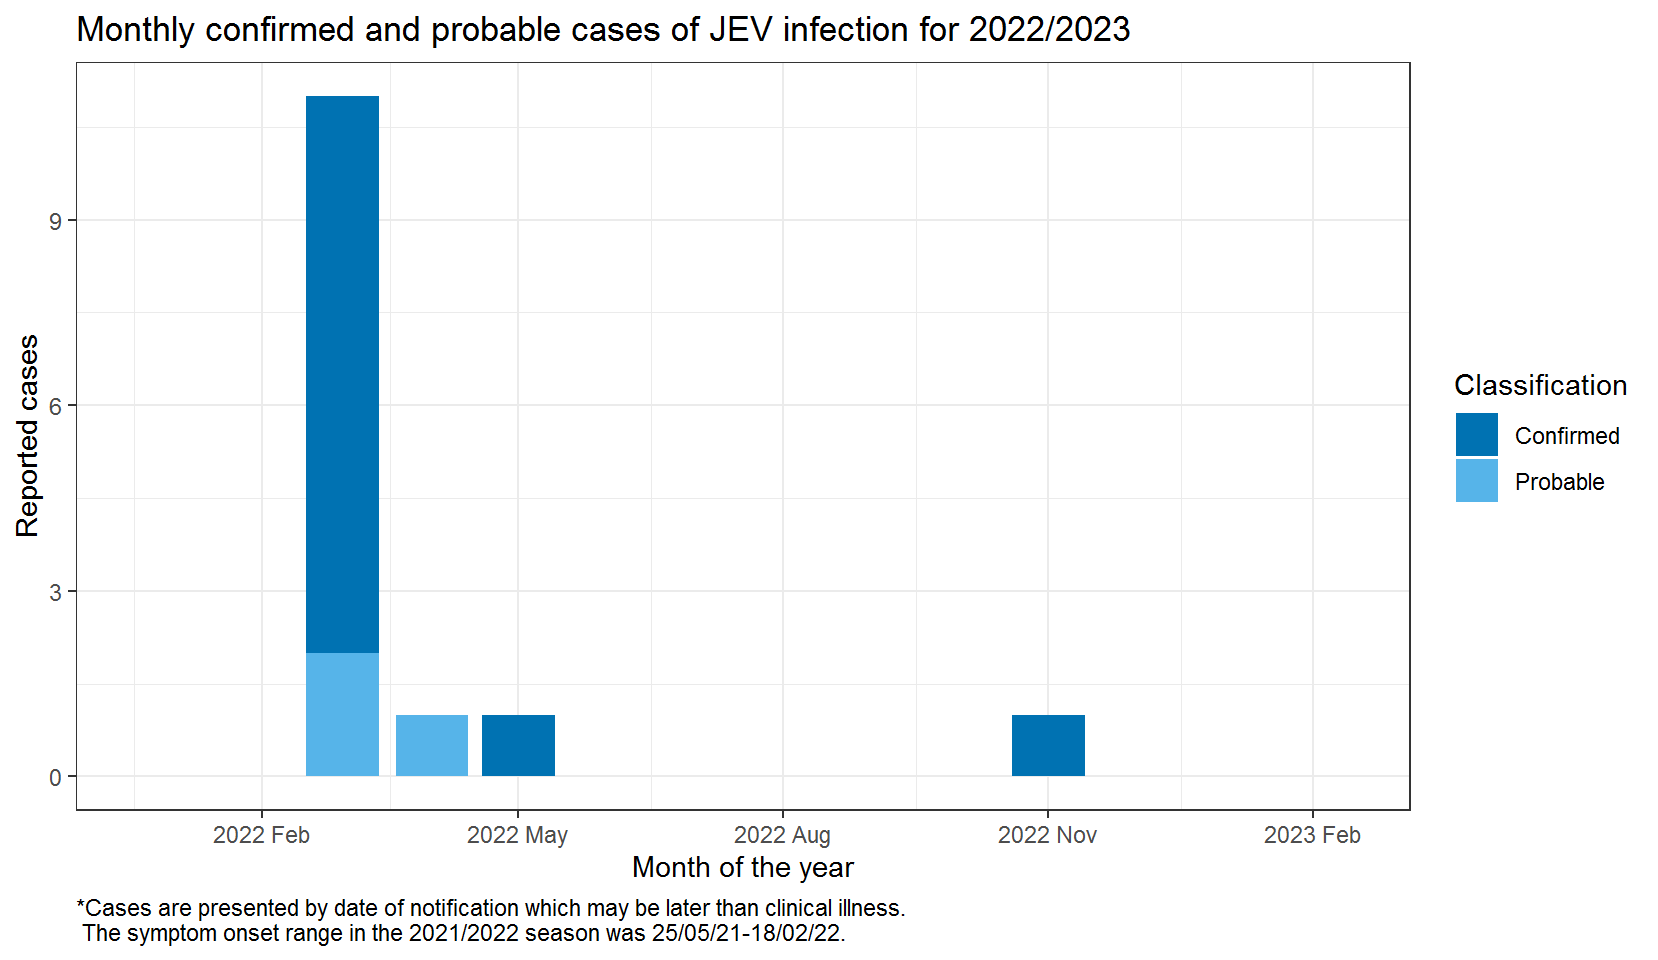 Monthly confirmed and probable cases of JEV infection for 2022/2023
Reported cases
9
6
3
0
2022 Feb
2022 May
2022 Aug
2022 Nov
2023 Feb
Month of the year
Classification
Confirmed
Probable
*Cases are presented by date of notification which may be later than clinical illness.
The symptom onset range in the 2021/2022 season was 25/05/21-18/02/22.